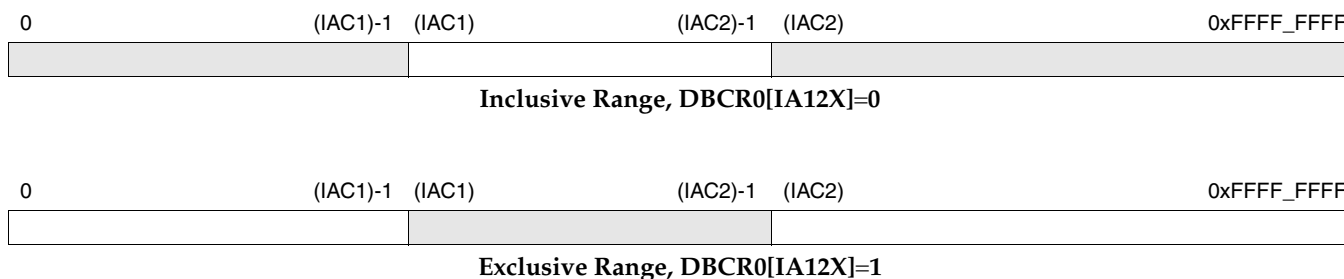 0 (IAC1)-1 (IAC1) (IAC2)-1 (IAC2) 0xFFFF_FFFF
Inclusive Range, DBCR0[IA12X]=0
0 (IAC1)-1 (IAC1) (IAC2)-1 (IAC2) 0xFFFF_FFFF
Exclusive Range, DBCR0[IA12X]=1